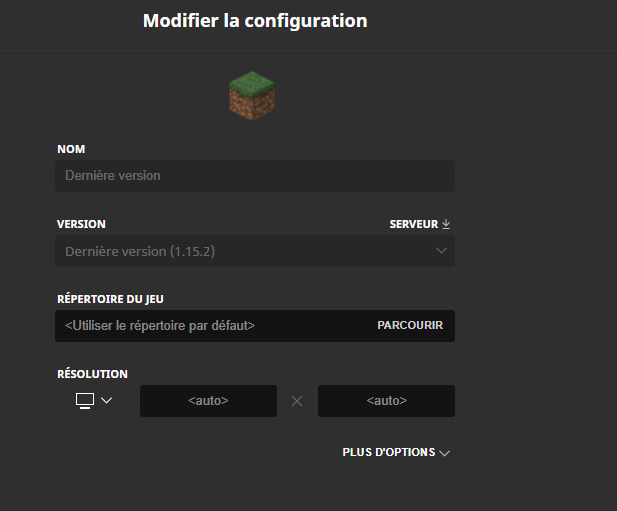 Modifier la configuration
NOM
Dernière version
VERSION
SERVEUR
Dernière version (1.15.2)
RÉPERTOIRE DU JEU
<Utiliser le répertoire par défaut>
PARCOURIR
RÉSOLUTION
<auto>
<auto>
PLUS D'OPTIONS